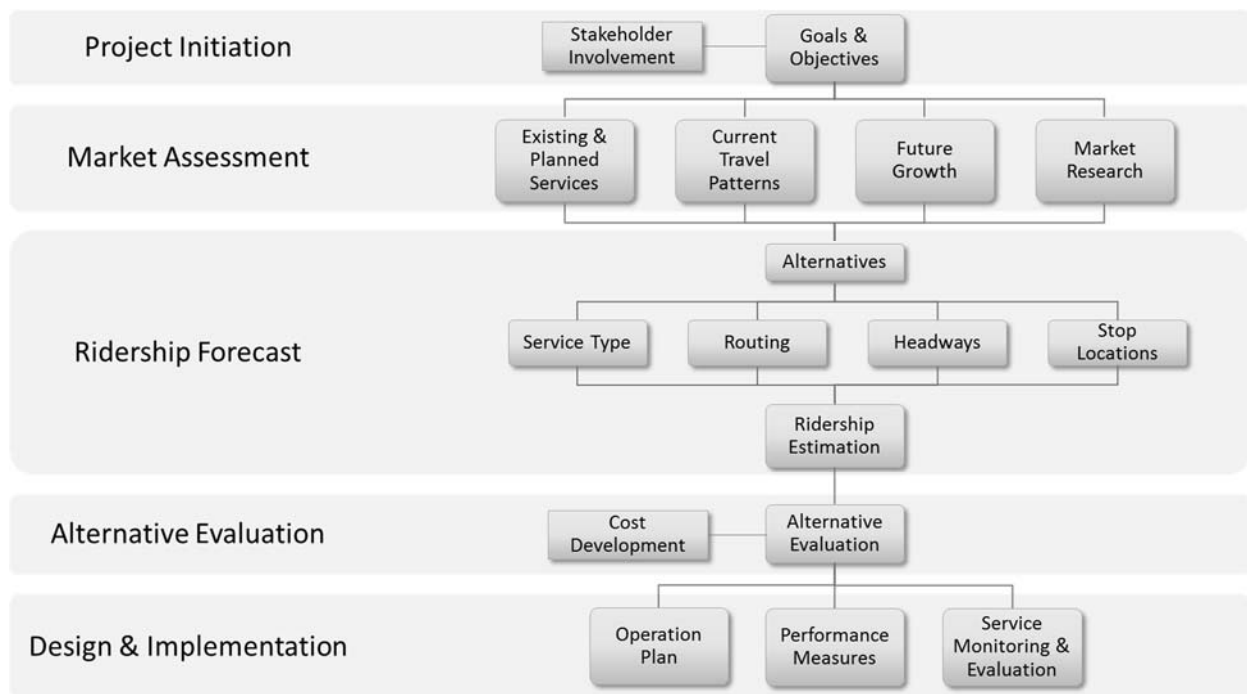 Project Initiation
Stakeholder
Involvement
Goals &
Objectives
Market Assessment
Existing &
Planned
Services
Current
Travel
Patterns
Future
Growth
Market
Research
Ridership Forecast
Alternatives
Service Type
Routing
Headways
Stop
Locations
Ridership
Estimation
Alternative Evaluation
Cost
Development
Alternative
Evaluation
Design & Implementation
Operation
Plan
Performance
Measures
Service
Monitoring &
Evaluation